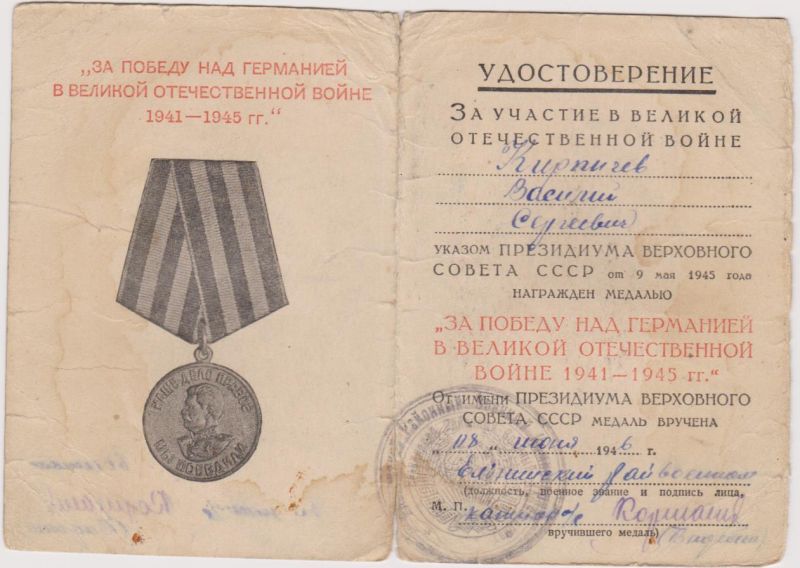 „ЗА ПОБЕДУ НАД ГЕРМАНИЕЙ
В ВЕЛИКОЙ ОТЕЧЕСТВЕННОЙ ВОЙНЕ
1941—1945 гг.“
НАШЕ ДЕЛО ПРАВОЕ
МЫ ПОБЕДИЛИ
УДОСТОВЕРЕНИЕ
ЗА УЧАСТИЕ В ВЕЛИКОЙ
ОТЕЧЕСТВЕННОЙ ВОЙНЕ
Кирпичев
Василий
Сергеевич
УКАЗОМ ПРЕЗИДИУМА ВЕРХОВНОГО
СОВЕТА СССР от 9 мая 1945 года
НАГРАЖДЕН МЕДАЛЬЮ
„ЗА ПОБЕДУ НАД ГЕРМАНИЕЙ
В ВЕЛИКОЙ ОТЕЧЕСТВЕННОЙ
ВОЙНЕ 1941—1945 гг.“
От имени ПРЕЗИДИУМА ВЕРХОВНОГО
СОВЕТА СССР МЕДАЛЬ ВРУЧЕНА
„18„ июня 1946 г.
райвоенком
(должность, военное звание и подпись лица,
М. П.
вручившего медаль)